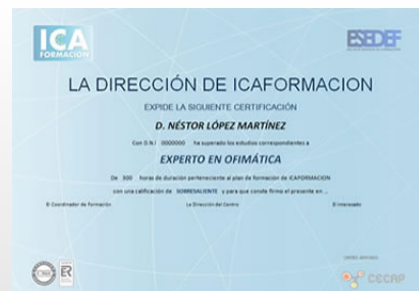 ICA
FORMACIÓN
ESEDEF
LA DIRECCIÓN DE ICAFORMACION
EXPIDE LA SIGUIENTE CERTIFICACIÓN
D. NÉSTOR LÓPEZ MARTÍNEZ
Con D.N.I 0000000 ha superado los estudios correspondientes a
EXPERTO EN OFIMÁTICA
De 300 horas de duración perteneciente al plan de formación de ICAFORMACION
con una calificación de SOBRESALIENTE y para que conste firmo el presente en ...
El Coordinador de Formación La Dirección del Centro El interesado
ER
CECAP